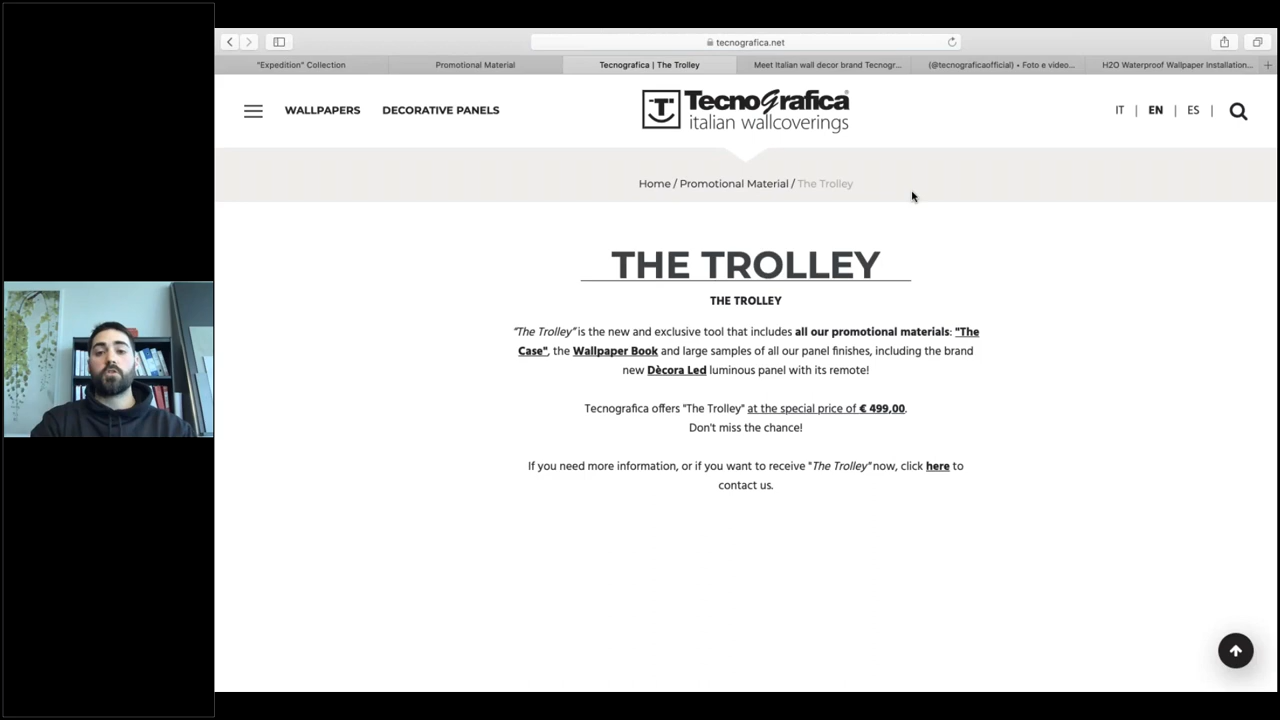 tecnografica.net
"Expedition" Collection
Promotional Material
Tecnografica | The Trolley
Meet Italian wall decor brand Tecnogr...
(@tecnograficaofficial) • Foto e video...
H2O Waterproof Wallpaper Installation...
WALLPAPERS
DECORATIVE PANELS
TecnoGrafica®
italian wallcoverings
IT | EN | ES |
Home / Promotional Material / The Trolley
THE TROLLEY
THE TROLLEY
“The Trolley” is the new and exclusive tool that includes all our promotional materials: "The
Case", the Wallpaper Book and large samples of all our panel finishes, including the brand
new Dècora Led luminous panel with its remote!
Tecnografica offers "The Trolley" at the special price of € 499,00.
Don't miss the chance!
If you need more information, or if you want to receive "The Trolley" now, click here to
contact us.